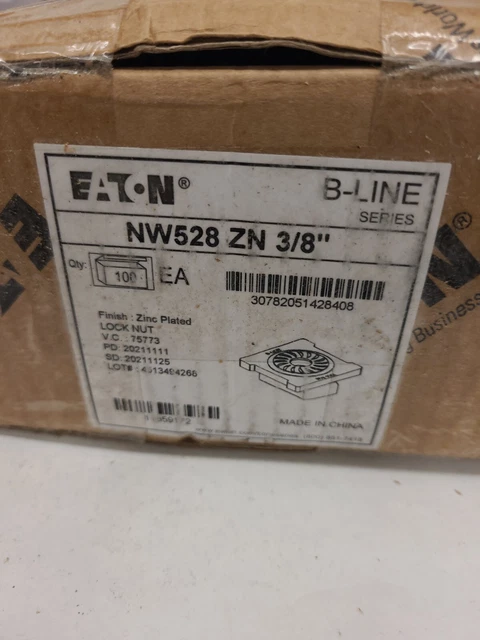 EATON®
B-LINE
SERIES
NW528 ZN 3/8"
Qty:
100
EA
30782051428408
Finish : Zinc Plated
LOCK NUT
V.C. : 75773
PD: 20211111
SD: 20211125
MADE IN CHINA
Business